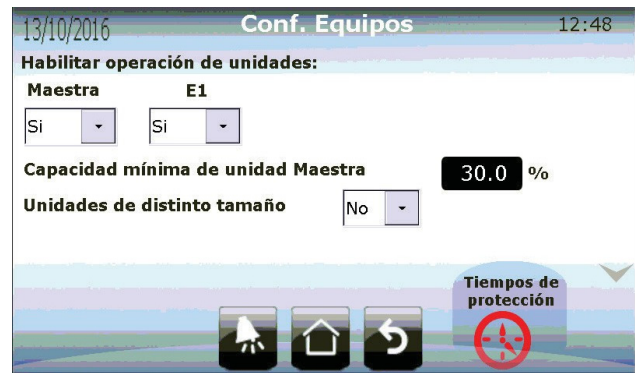 13/10/2016 Conf. Equipos 12:48
Habilitar operación de unidades:
Maestra E1
Si Si
Capacidad mínima de unidad Maestra 30.0 %
Unidades de distinto tamaño No
Tiempos de
protección